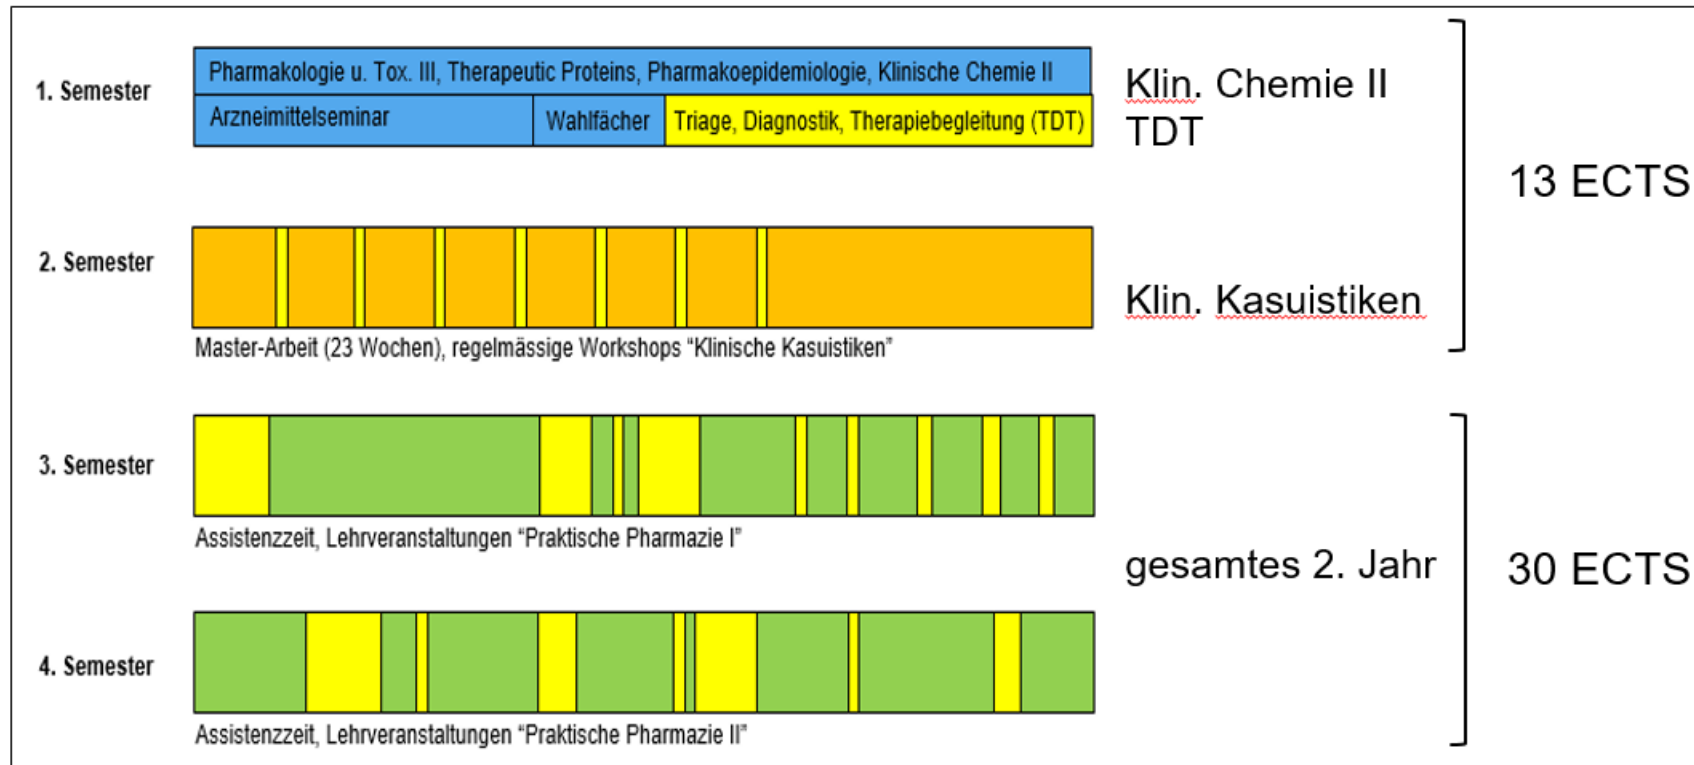 1. Semester
Pharmakologie u. Tox. III, Therapeutic Proteins, Pharmakoepidemiologie, Klinische Chemie II
Arzneimittelseminar
Wahlfächer
Triage, Diagnostik, Therapiebegleitung (TDT)
Klin. Chemie II
TDT
13 ECTS
2. Semester
Klin. Kasuistiken
Master-Arbeit (23 Wochen), regelmässige Workshops “Klinische Kasuistiken”
3. Semester
Assistenzzeit, Lehrveranstaltungen “Praktische Pharmazie I”
gesamtes 2. Jahr
30 ECTS
4. Semester
Assistenzzeit, Lehrveranstaltungen “Praktische Pharmazie II”